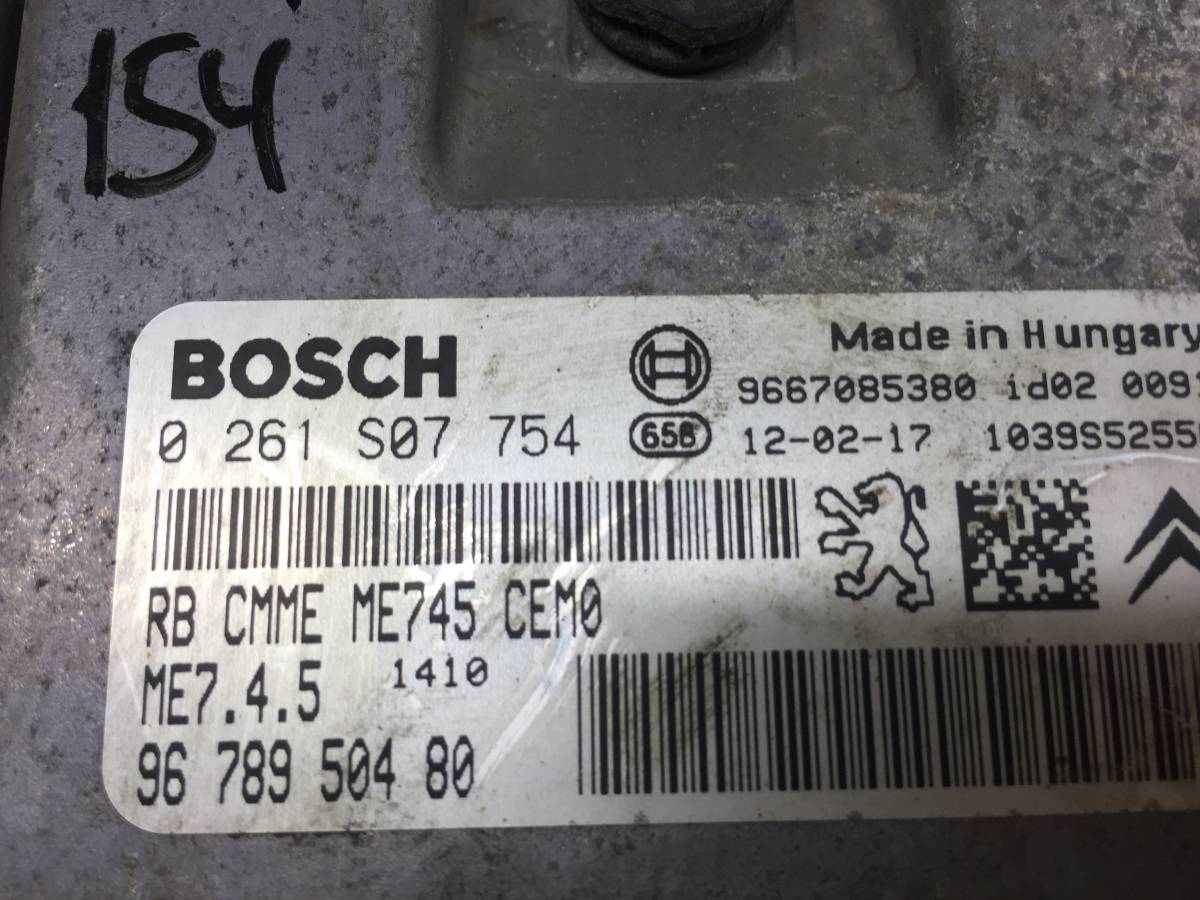 154
BOSCH
Made in Hungary
9667085380 id02
0 261 S07 754
656
12-02-17
RB CMME ME745 CEM0
ME7.4.5 1410
96 789 504 80